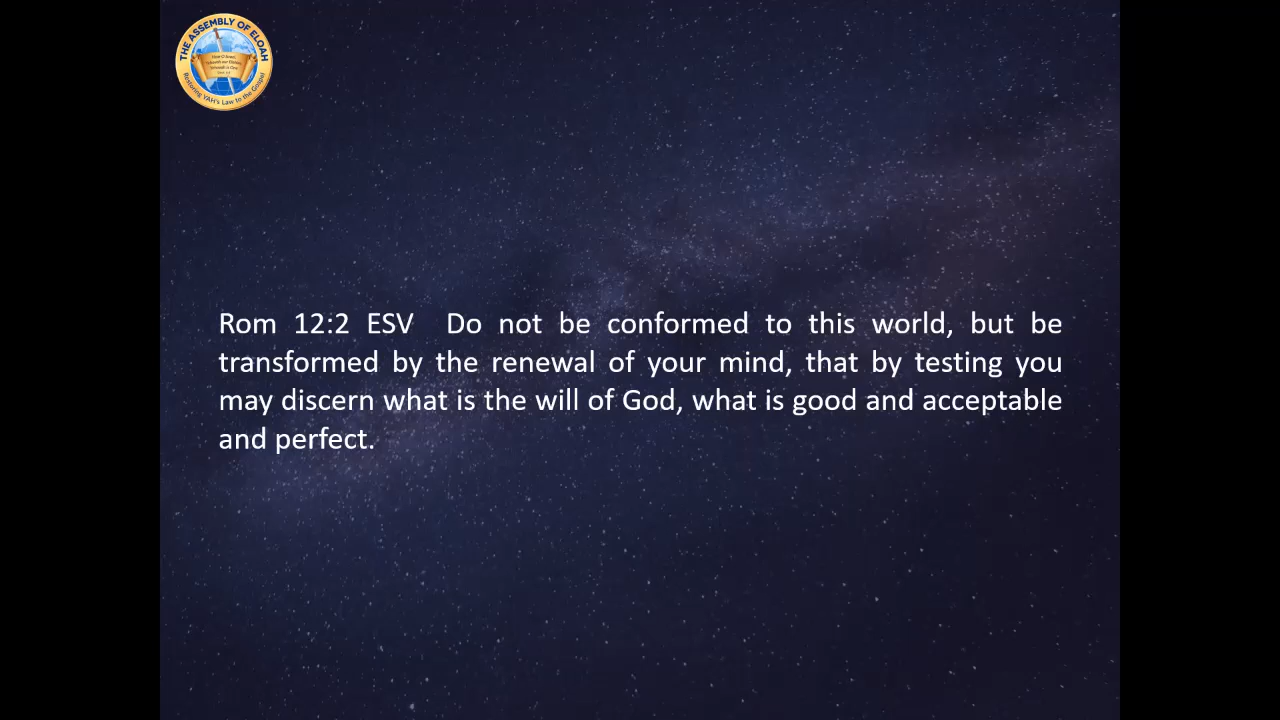 THE ASSEMBLY OF ELOAH
Hear O Israel,
Restoring YAH's Law to the Gospel
Rom 12:2 ESV  Do not be conformed to this world, but be
transformed by the renewal of your mind, that by testing you
may discern what is the will of God, what is good and acceptable
and perfect.